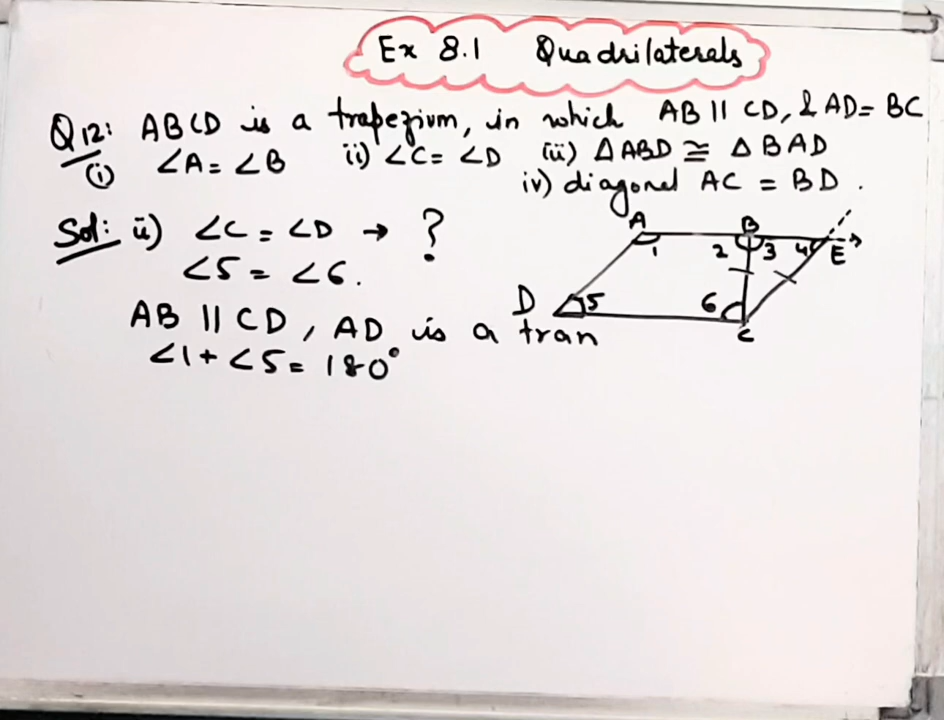 Ex 8.1 Quadrilaterals
Q12: ABCD is a trapezium, in which AB || CD, & AD = BC
(i) ∠A = ∠B ii) ∠C = ∠D (iii) △ABD ≅ △BAD
iv) diagonal AC = BD.
Sol: ii) ∠C = ∠D → ?
∠5 = ∠6.
AB || CD, AD is a tran
∠1 + ∠5 = 180°
A B E
1 2 3 4
D 5 6
C